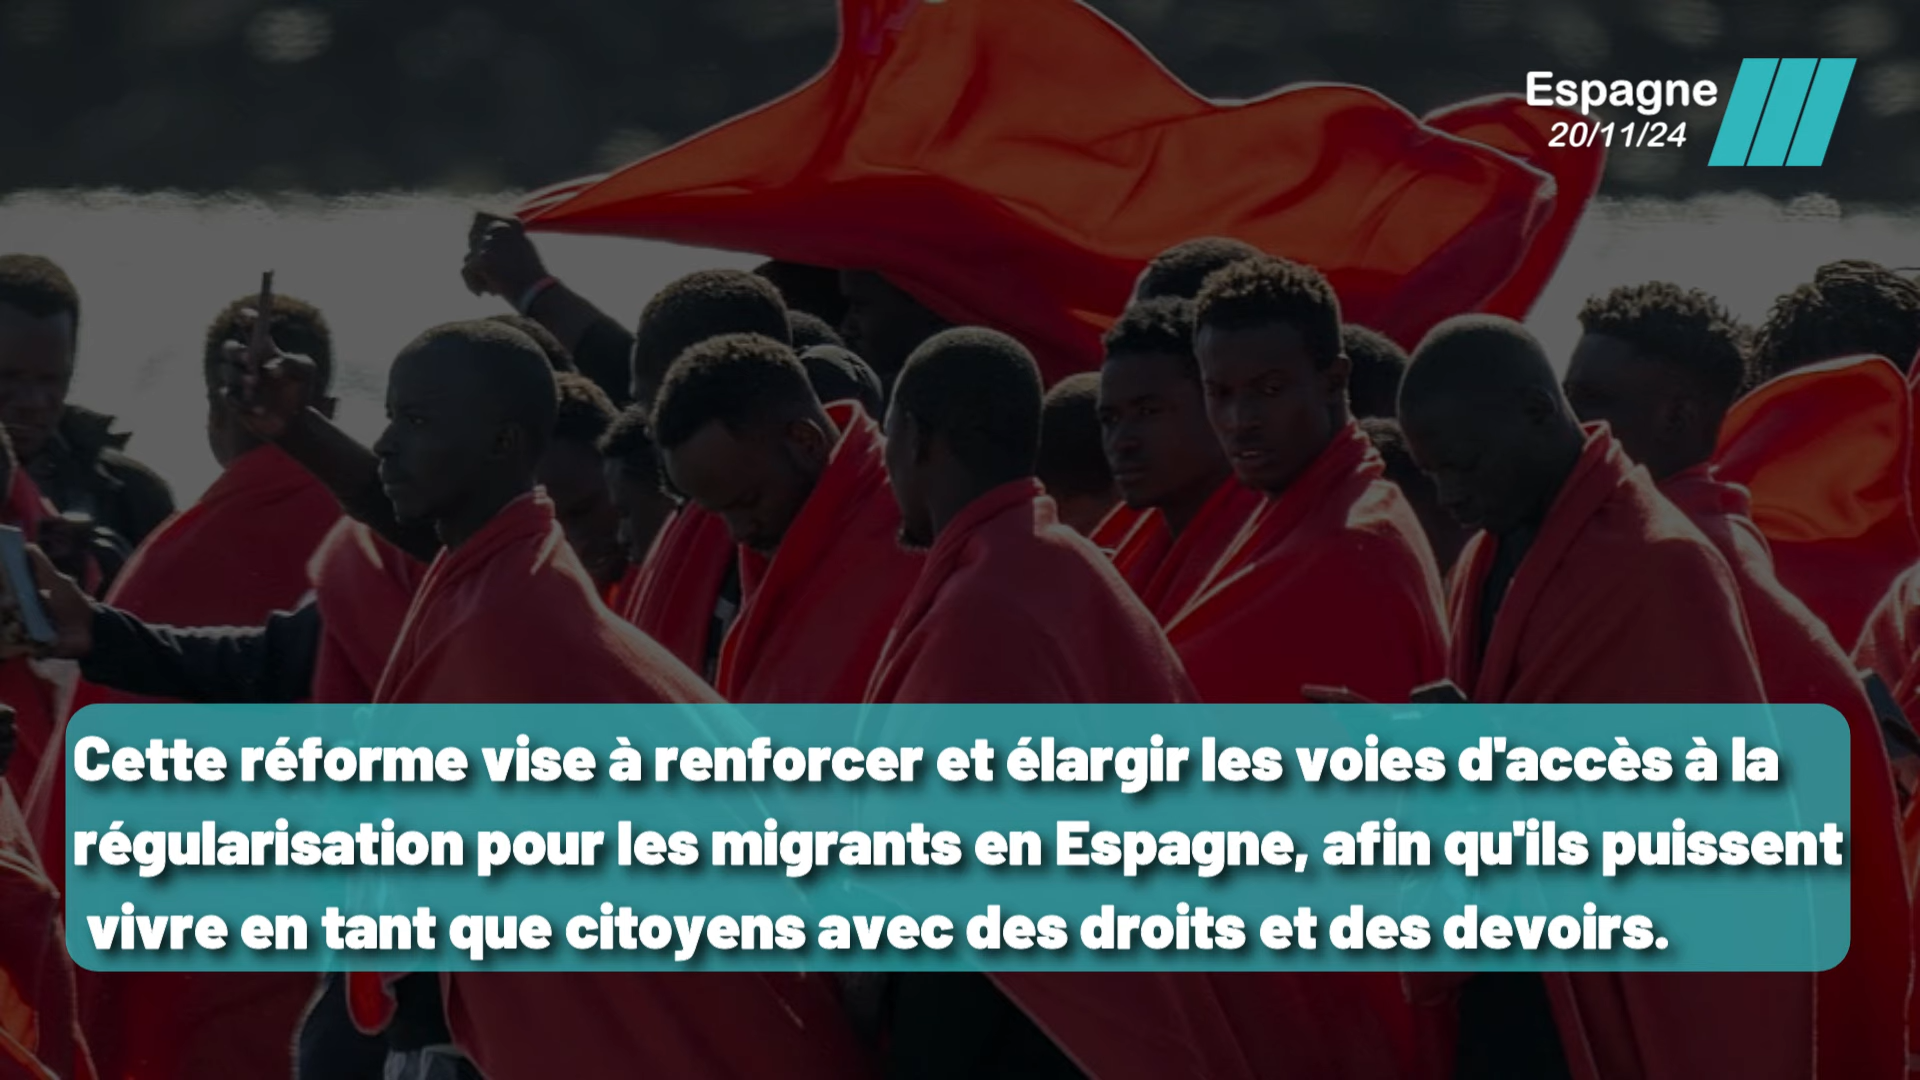 Espagne
20/11/24
Cette réforme vise à renforcer et élargir les voies d'accès à la
régularisation pour les migrants en Espagne, afin qu'ils puissent
vivre en tant que citoyens avec des droits et des devoirs.